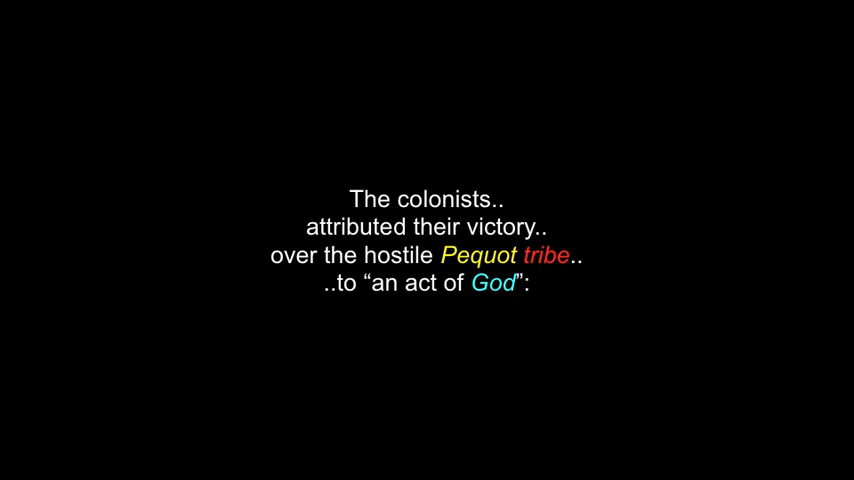 The colonists..
attributed their victory..
over the hostile Pequot tribe..
..to “an act of God”: